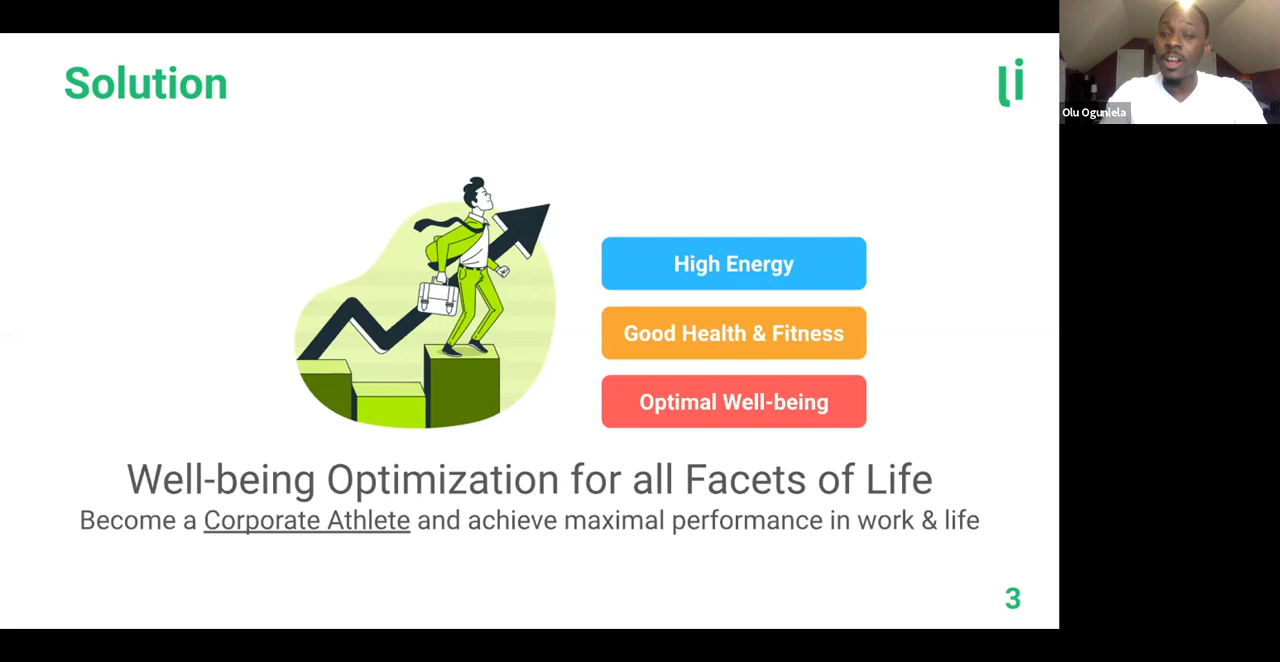 Solution
Olu Ogunlela
High Energy
Good Health & Fitness
Optimal Well-being
Well-being Optimization for all Facets of Life
Become a Corporate Athlete and achieve maximal performance in work & life
3